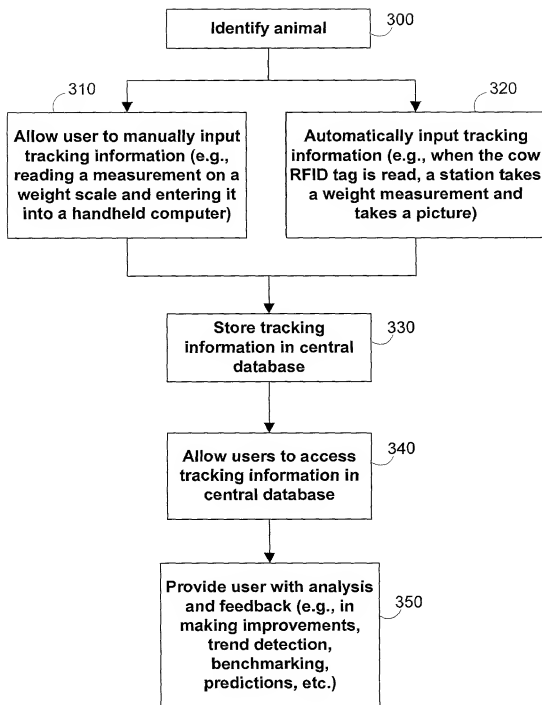 300
Identify animal
310
Allow user to manually input
tracking information (e.g.,
reading a measurement on a
weight scale and entering it
into a handheld computer)
320
Automatically input tracking
information (e.g., when the cow
RFID tag is read, a station takes
a weight measurement and
takes a picture)
330
Store tracking
information in central
database
340
Allow users to access
tracking information in
central database
350
Provide user with analysis
and feedback (e.g., in
making improvements,
trend detection,
benchmarking,
predictions, etc.)